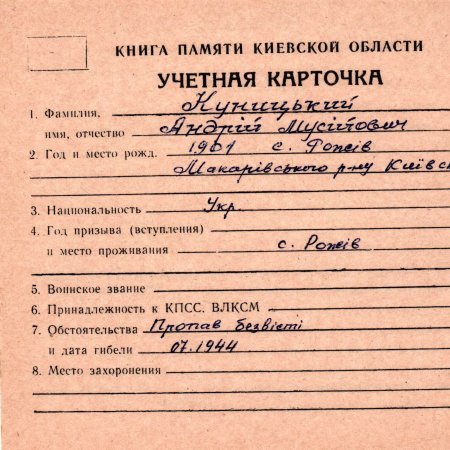 КНИГА ПАМЯТИ КИЕВСКОЙ ОБЛАСТИ
УЧЕТНАЯ КАРТОЧКА
1. Фамилия, Куницький
имя, отчество Андрій Мусійович
2. Год и место рожд. 1901 с. Рожів
Макарівського р-ну Київсь
3. Национальность Укр.
4. Год призыва (вступления)
и место проживания с. Рожів
5. Воинское звание
6. Принадлежность к КПСС. ВЛКСМ
7. Обстоятельства Пропав безвісті
и дата гибели 07.1944
8. Место захоронения